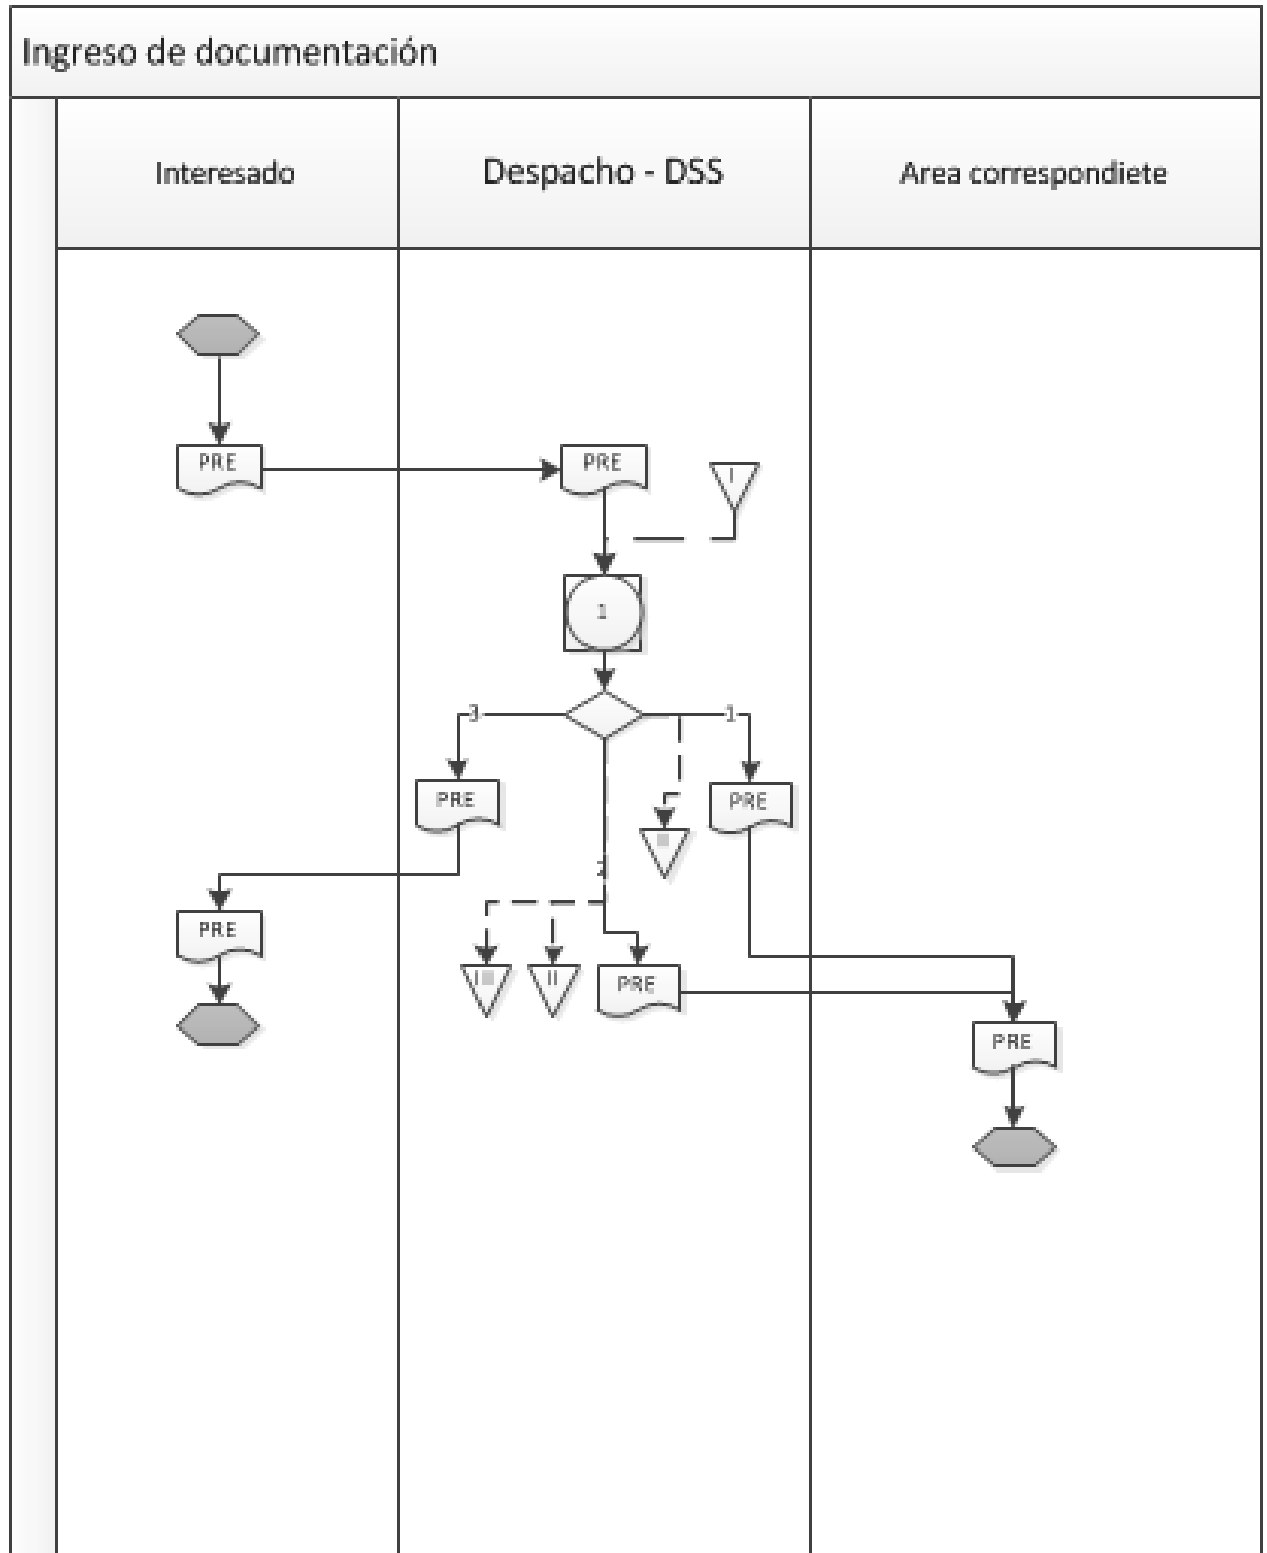 Ingreso de documentación
Interesado
Despacho - DSS
Area correspondiete
PRE
PRE
I
1
3
1
PRE
PRE
2
PRE
II
PRE
PRE